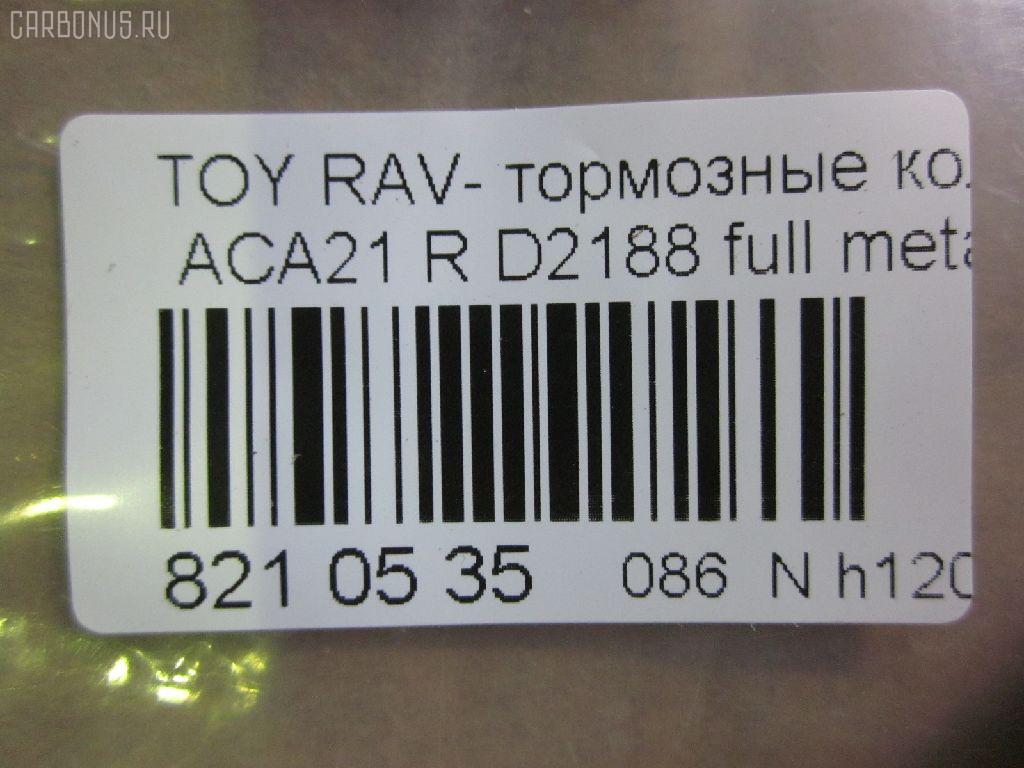 CARBONUS.RU
TOY RAV- тормозные ко
ACA21 R D2188 full meta
821 05 35 086 N h120